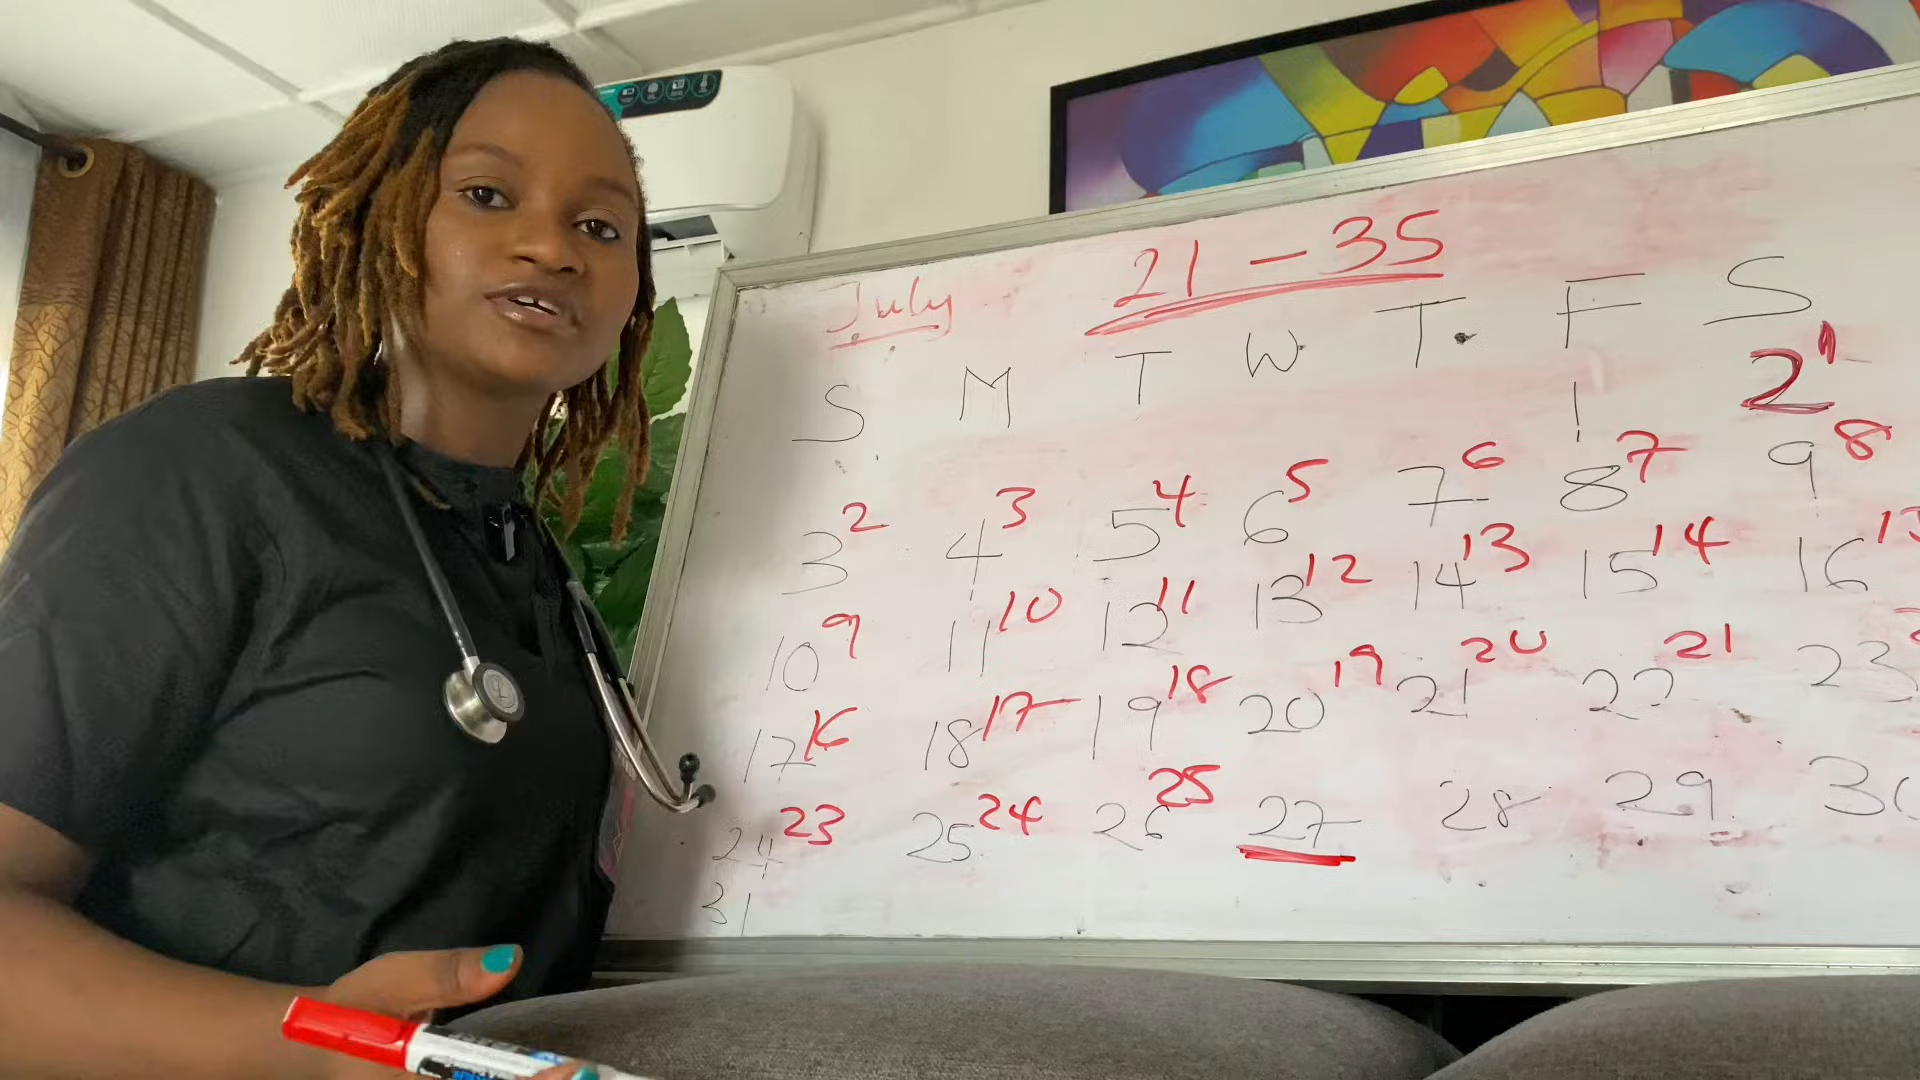 July 21 - 35
S M T W T F S
1 2 1
3 2 4 3 5 4 6 5 7 6 8 7 9 8
10 9 11 10 12 11 13 12 14 13 15 14 16
17 16 18 17 19 18 20 19 21 20 22 21 23
24 23 25 24 26 25 27 28 29 30
31